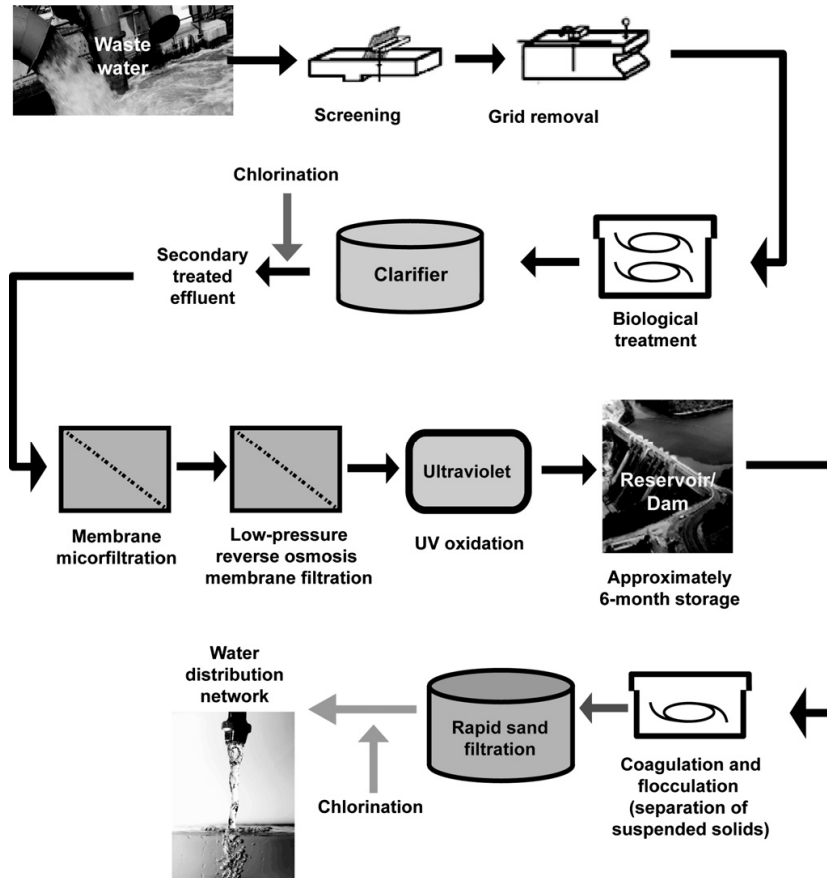 Waste
water
Screening
Grid removal
Chlorination
Secondary
treated
effluent
Clarifier
Biological
treatment
Membrane
micorfiltration
Low-pressure
reverse osmosis
membrane filtration
Ultraviolet
UV oxidation
Reservoir/
Dam
Approximately
6-month storage
Water
distribution
network
Chlorination
Rapid sand
filtration
Coagulation and
flocculation
(separation of
suspended solids)